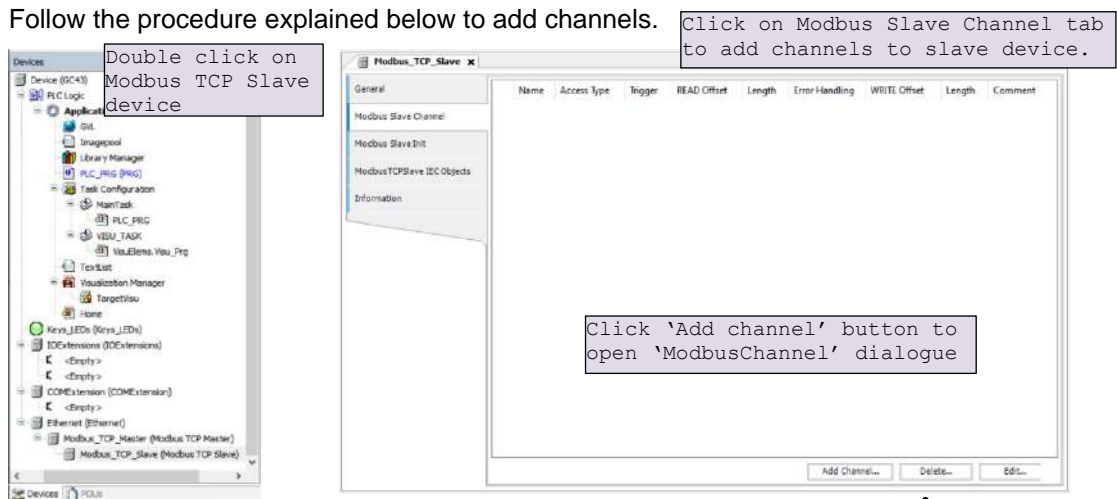 Follow the procedure explained below to add channels.
Click on Modbus Slave Channel tab
to add channels to slave device.
Double click on
Modbus TCP Slave
device
Devices
Device (GC43)
PLC Logic
GVL
Imagepool
Library Manager
PLC_PRG (PRG)
Task Configuration
MainTask
PLC_PRG
VISU_TASK
VisuElems.Visu_Prg
TextList
Visualization Manager
TargetVisu
Home
Keys_LEDs (Keys_LEDs)
IOExtensions (IOExtensions)
<Empty>
<Empty>
COMExtension (COMExtension)
<Empty>
Ethernet (Ethernet)
Modbus_TCP_Master (Modbus TCP Master)
Modbus_TCP_Slave (Modbus TCP Slave)
Devices POUs
Modbus_TCP_Slave x
General
Modbus Slave Channel
Modbus Slave Init
ModbusTCPSlave IEC Objects
Information
Name Access Type Trigger READ Offset Length Error Handling WRITE Offset Length Comment
Click ‘Add channel’ button to
open ‘ModbusChannel’ dialogue
Add Channel... Delete... Edit...